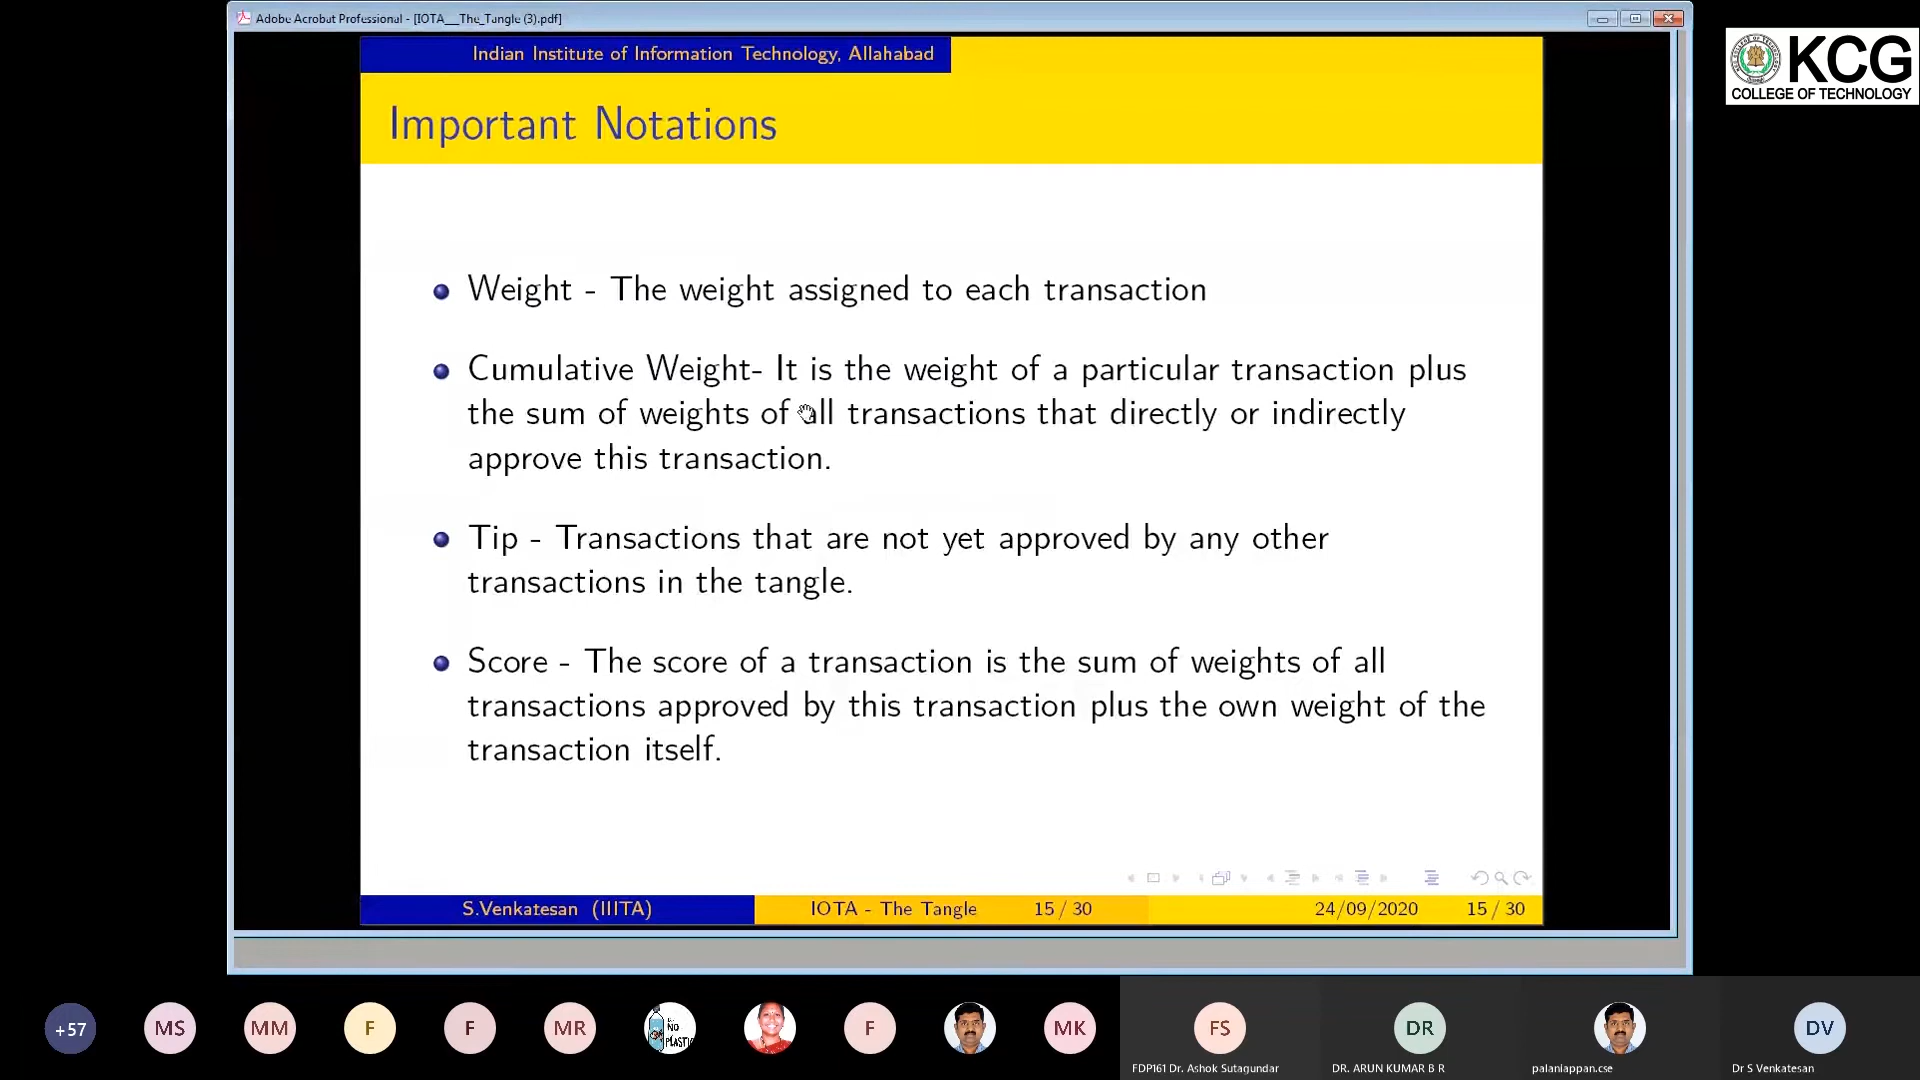 Adobe Acrobat Professional - [IOTA__The_Tangle (3).pdf]
Indian Institute of Information Technology, Allahabad
KCG
COLLEGE OF TECHNOLOGY
Important Notations
Weight - The weight assigned to each transaction
Cumulative Weight- It is the weight of a particular transaction plus
the sum of weights of all transactions that directly or indirectly
approve this transaction.
Tip - Transactions that are not yet approved by any other
transactions in the tangle.
Score - The score of a transaction is the sum of weights of all
transactions approved by this transaction plus the own weight of the
transaction itself.
S.Venkatesan (IIITA) IOTA - The Tangle 15 / 30 24/09/2020 15 / 30
+57 MS MM F F MR NO PLASTIC F MK FS DR DV
FDP161 Dr. Ashok Sutagundar DR. ARUN KUMAR B R palaniappan.cse Dr S Venkatesan